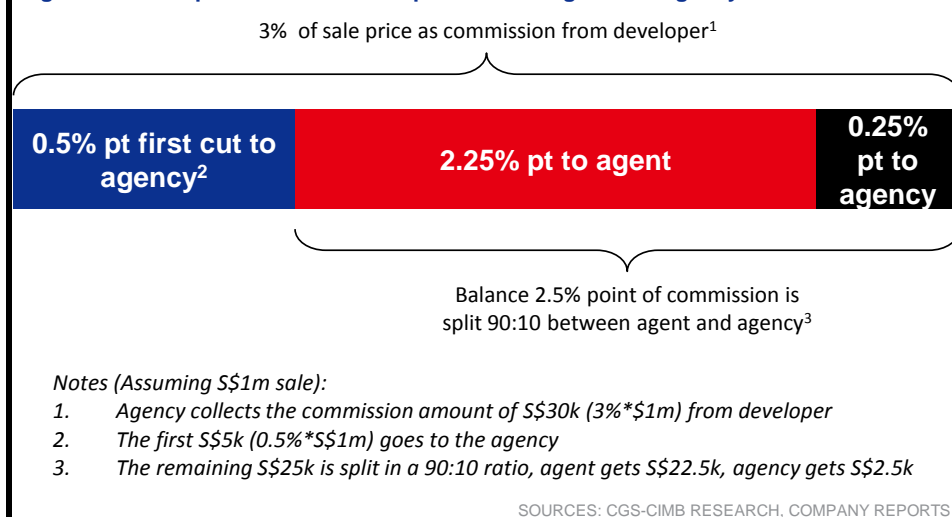 3% of sale price as commission from developer¹
0.5% pt first cut to
agency²
2.25% pt to agent
0.25%
pt to
agency
Balance 2.5% point of commission is
split 90:10 between agent and agency³
Notes (Assuming S$1m sale):
1. Agency collects the commission amount of S$30k (3%*$1m) from developer
2. The first S$5k (0.5%*S$1m) goes to the agency
3. The remaining S$25k is split in a 90:10 ratio, agent gets S$22.5k, agency gets S$2.5k
SOURCES: CGS-CIMB RESEARCH, COMPANY REPORTS